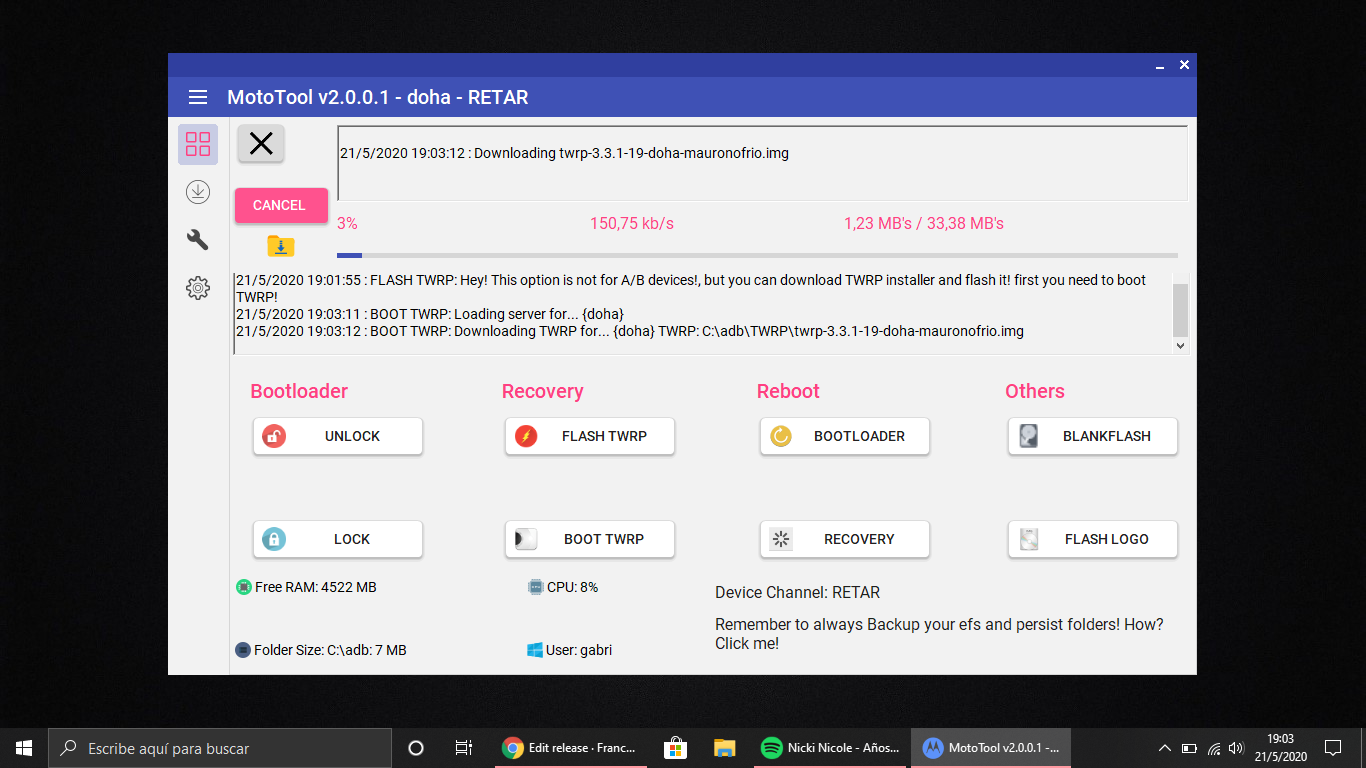 MotoTool v2.0.0.1 - doha - RETAR
21/5/2020 19:03:12 : Downloading twrp-3.3.1-19-doha-mauronofrio.img
CANCEL
3% 150,75 kb/s 1,23 MB's / 33,38 MB's
21/5/2020 19:01:55 : FLASH TWRP: Hey! This option is not for A/B devices!, but you can download TWRP installer and flash it! first you need to boot
TWRP!
21/5/2020 19:03:11 : BOOT TWRP: Loading server for... {doha}
21/5/2020 19:03:12 : BOOT TWRP: Downloading TWRP for... {doha} TWRP: C:\adb\TWRP\twrp-3.3.1-19-doha-mauronofrio.img
Bootloader Recovery Reboot Others
UNLOCK FLASH TWRP BOOTLOADER BLANKFLASH
LOCK BOOT TWRP RECOVERY FLASH LOGO
Free RAM: 4522 MB CPU: 8% Device Channel: RETAR
Remember to always Backup your efs and persist folders! How?
Click me!
Folder Size: C:\adb: 7 MB User: gabri
Escribe aquí para buscar Edit release · Franc... Nicki Nicole - Años... MotoTool v2.0.0.1 -... 19:03
21/5/2020